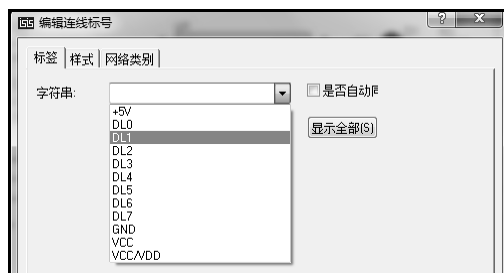 ISIS 编辑连线标号
? X
标签 样式 网络类别
字符串:
是否自动
+5V
DL0
显示全部(S)
DL1
DL2
DL3
DL4
DL5
DL6
DL7
GND
VCC
VCC/VDD